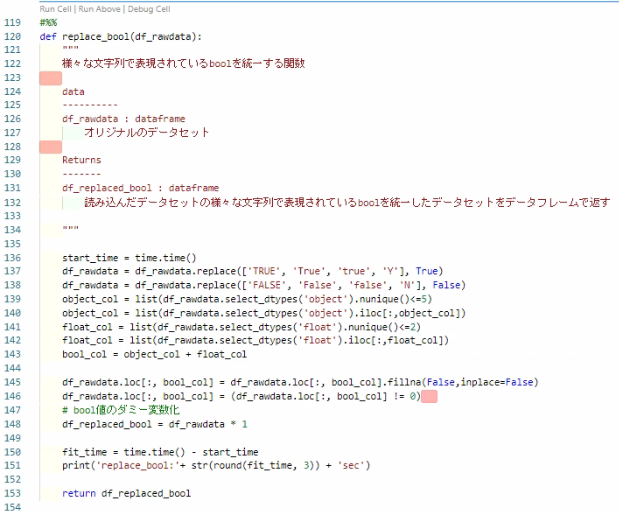 Run Cell | Run Above | Debug Cell
119 #%%
120 def replace_bool(df_rawdata):
121     """
122     様々な文字列で表現されているboolを統一する関数
123
124     data
125     ----------
126     df_rawdata : dataframe
127         オリジナルのデータセット
128
129     Returns
130     -------
131     df_replaced_bool : dataframe
132         読み込んだデータセットの様々な文字列で表現されているboolを統一したデータセットをデータフレームで返す
133
134     """
135
136     start_time = time.time()
137     df_rawdata = df_rawdata.replace(['TRUE', 'True', 'true', 'Y'], True)
138     df_rawdata = df_rawdata.replace(['FALSE', 'False', 'false', 'N'], False)
139     object_col = list(df_rawdata.select_dtypes('object').nunique()<=5)
140     object_col = list(df_rawdata.select_dtypes('object').iloc[:,object_col])
141     float_col = list(df_rawdata.select_dtypes('float').nunique()<=2)
142     float_col = list(df_rawdata.select_dtypes('float').iloc[:,float_col])
143     bool_col = object_col + float_col
144
145     df_rawdata.loc[:, bool_col] = df_rawdata.loc[:, bool_col].fillna(False,inplace=False)
146     df_rawdata.loc[:, bool_col] = (df_rawdata.loc[:, bool_col] != 0)
147     # bool値のダミー変数化
148     df_replaced_bool = df_rawdata * 1
149
150     fit_time = time.time() - start_time
151     print('replace_bool:'+ str(round(fit_time, 3)) + 'sec')
152
153     return df_replaced_bool
154